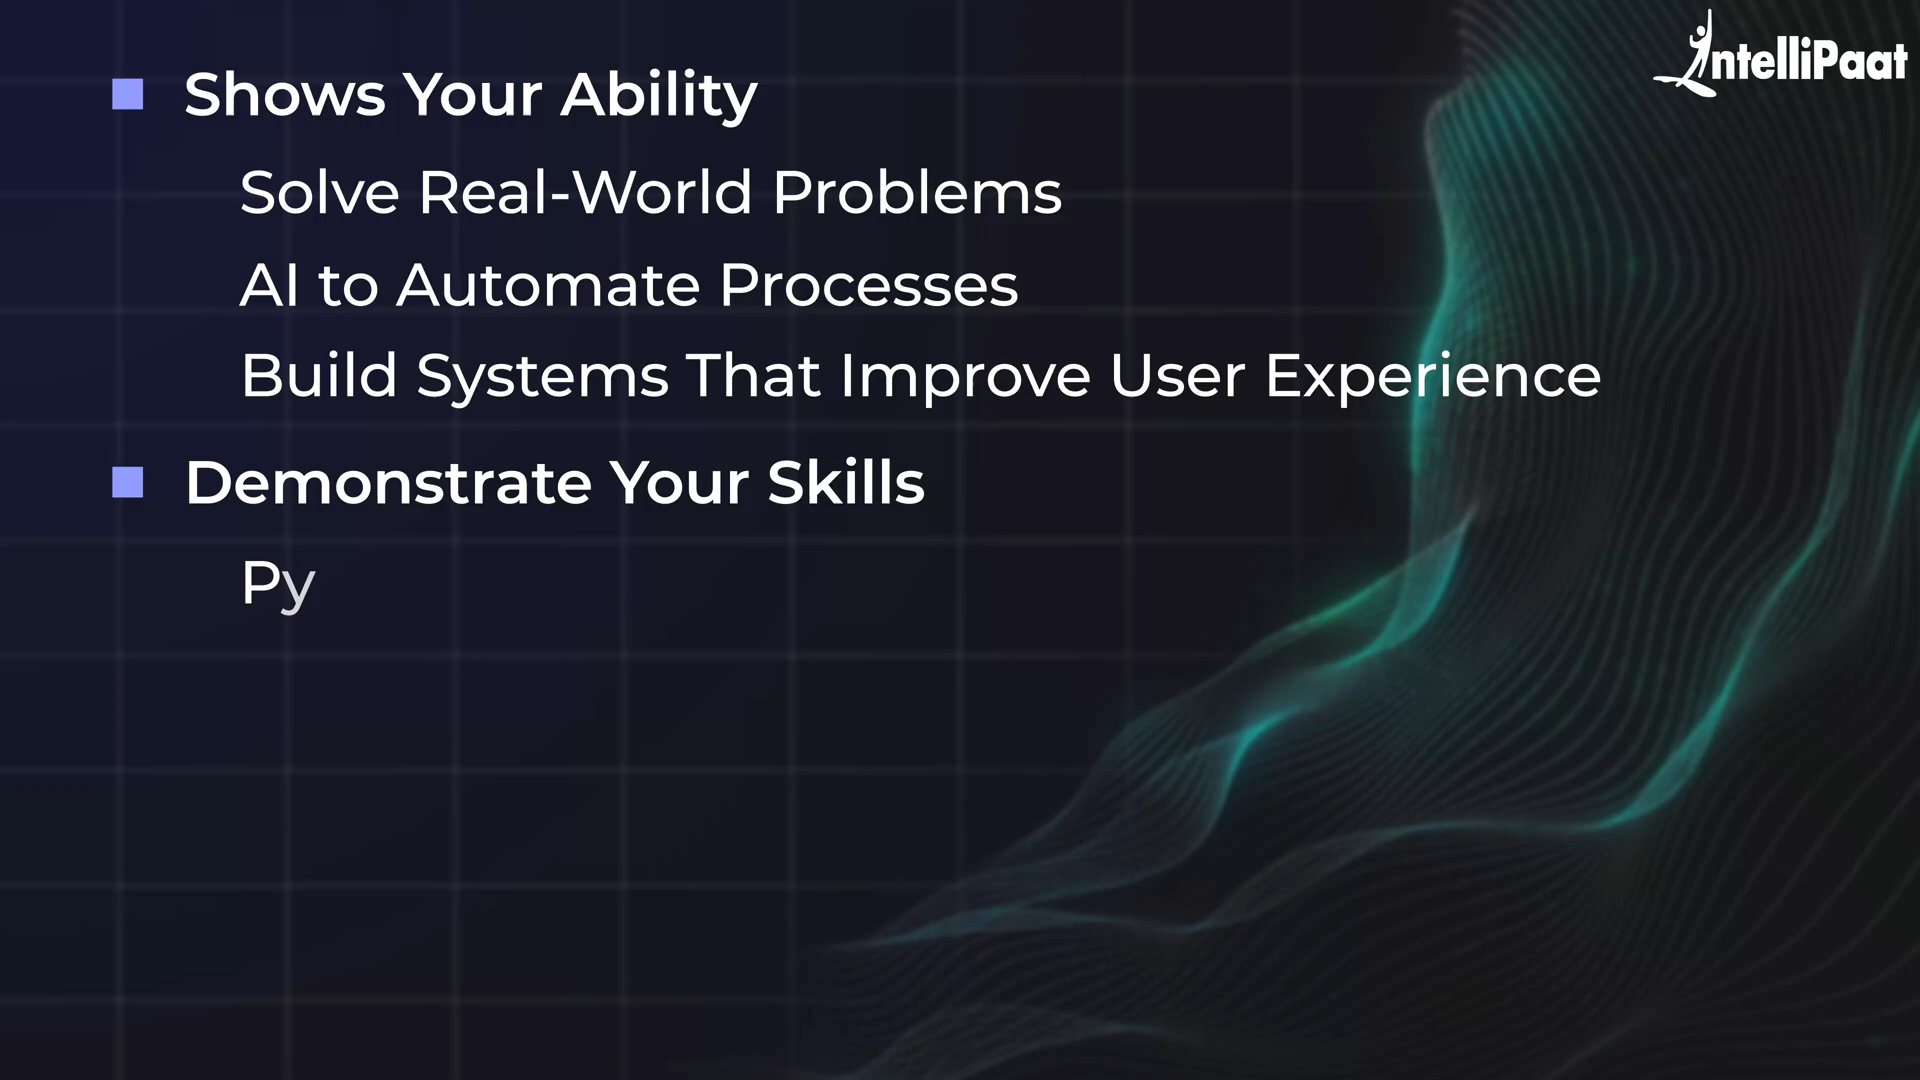 IntelliPaat
Shows Your Ability
Solve Real-World Problems
AI to Automate Processes
Build Systems That Improve User Experience
Demonstrate Your Skills
Py